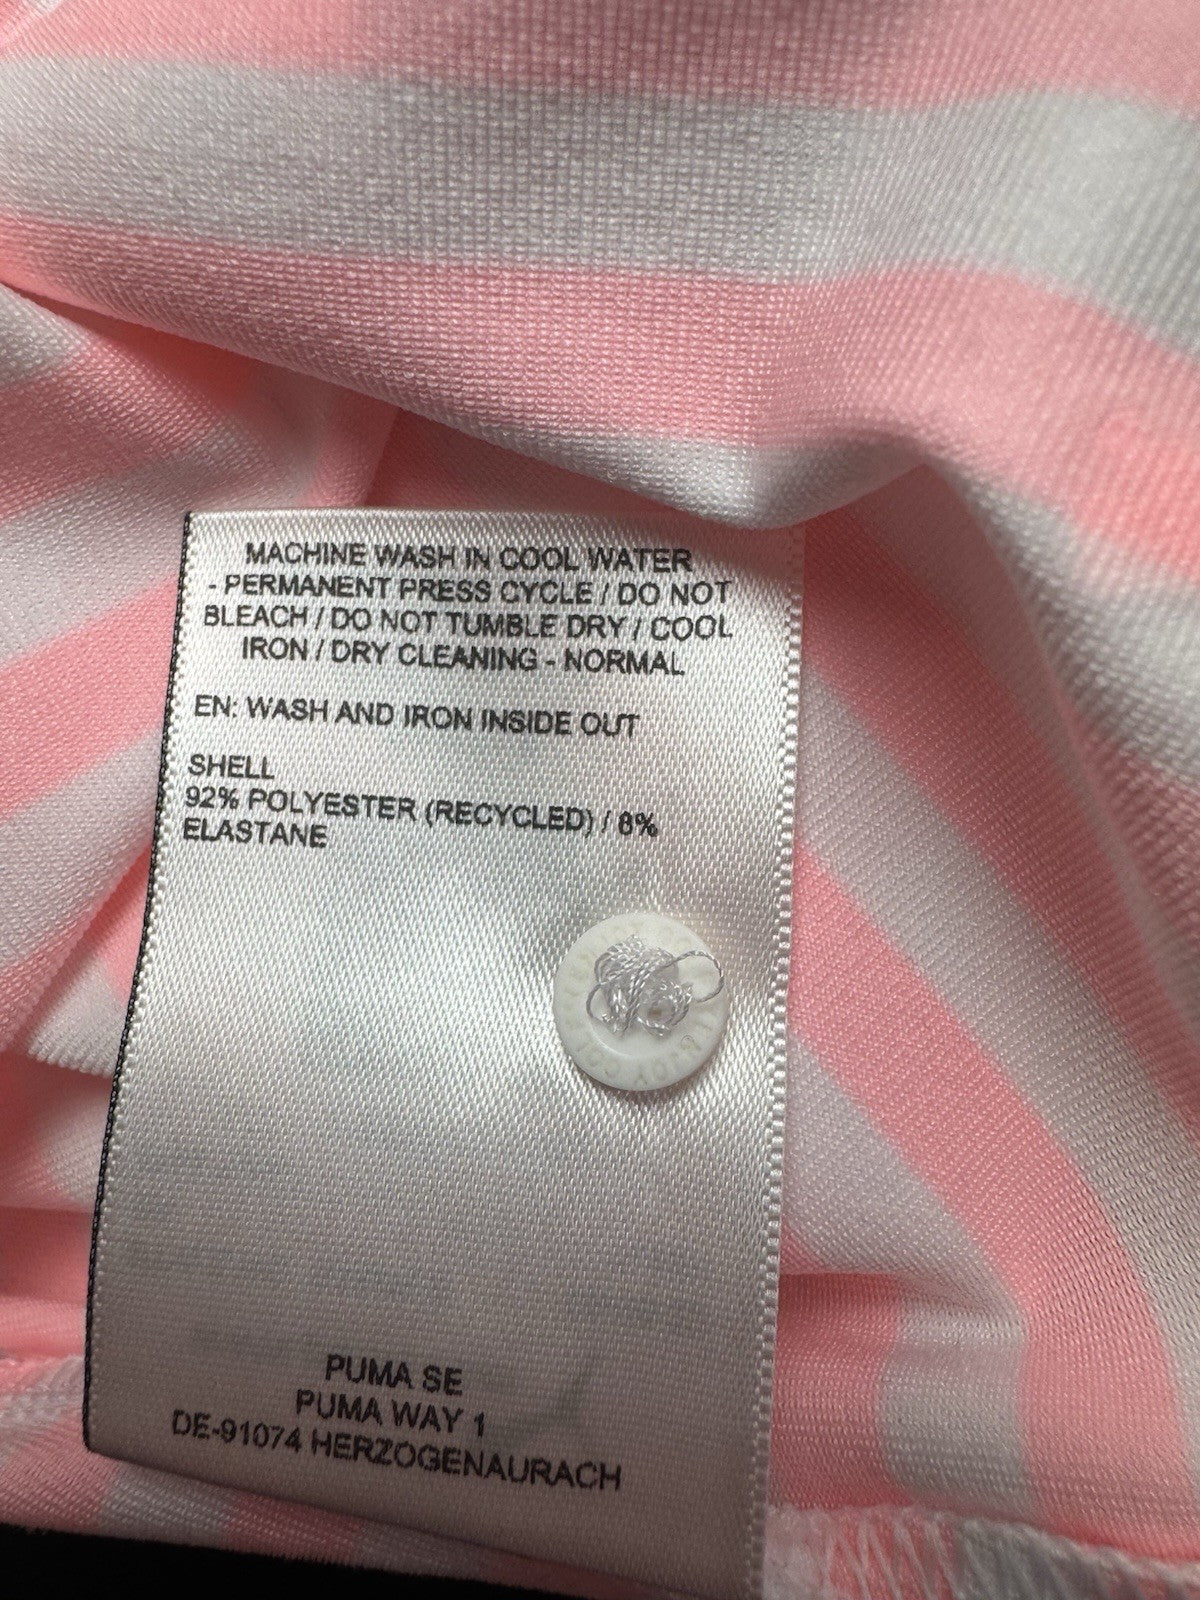 MACHINE WASH IN COOL WATER
- PERMANENT PRESS CYCLE / DO NOT
BLEACH / DO NOT TUMBLE DRY / COOL
IRON / DRY CLEANING - NORMAL
EN: WASH AND IRON INSIDE OUT
SHELL
92% POLYESTER (RECYCLED) / 8%
ELASTANE
PUMA SE
PUMA WAY 1
DE-91074 HERZOGENAURACH